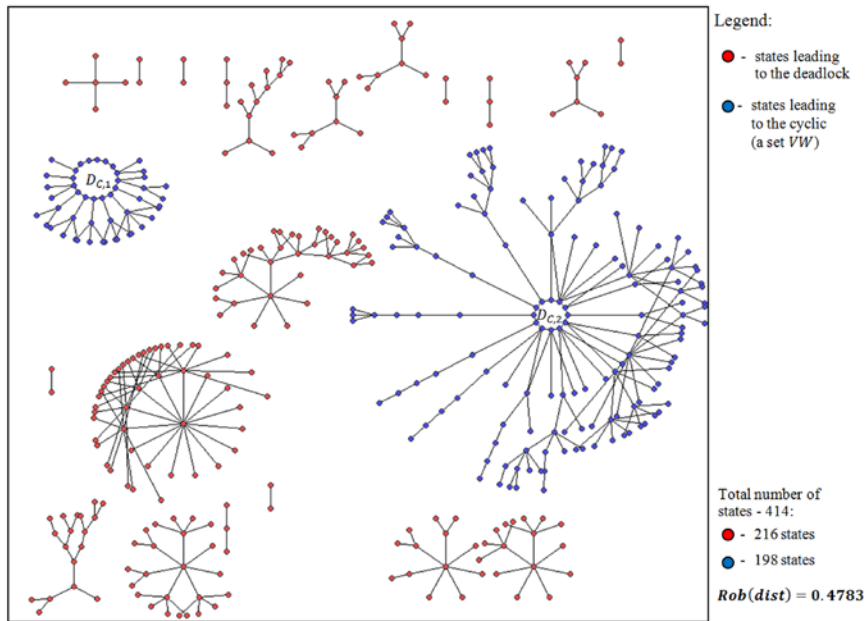 Legend:
- states leading
to the deadlock
- states leading
to the cyclic
(a set VW)
D_{C,1}
D_{C,2}
Total number of
states - 414:
- 216 states
- 198 states
Rob(dist) = 0.4783